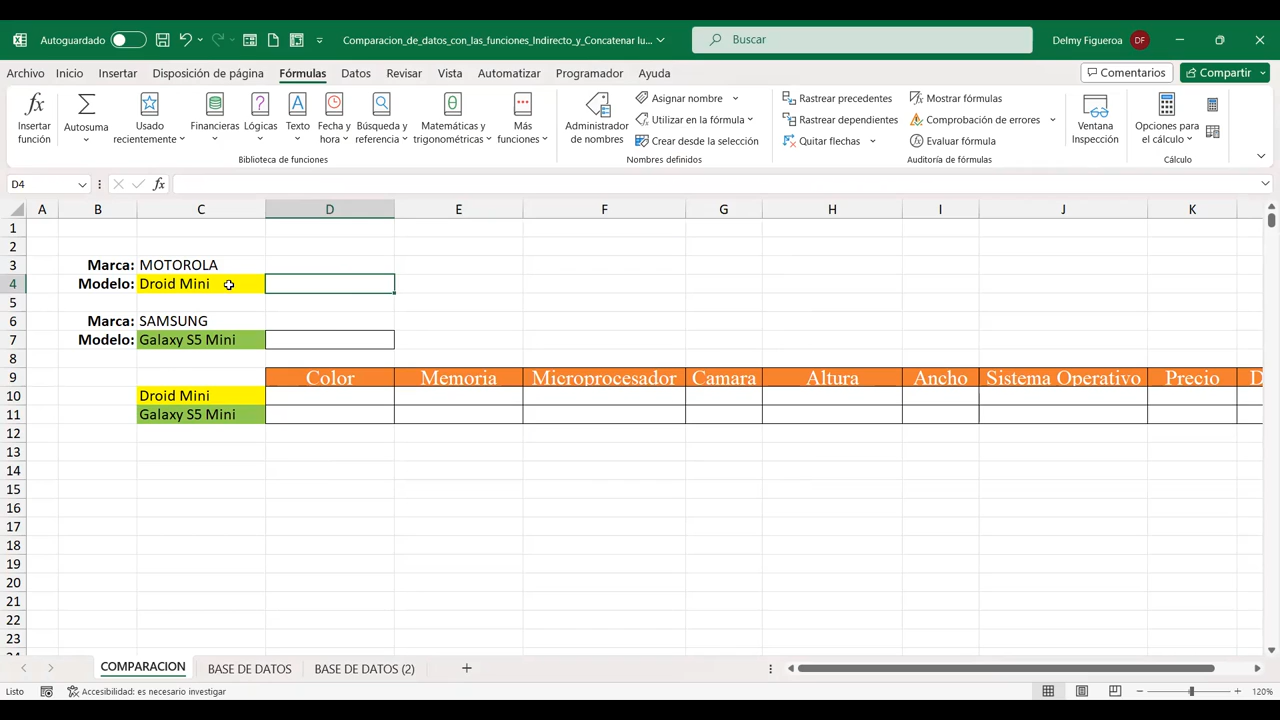 Autoguardado
Comparacion_de_datos_con_las_funciones_Indirecto_y_Concatenar lu...
Buscar
Delmy Figueroa DF
Archivo Inicio Insertar Disposición de página Fórmulas Datos Revisar Vista Automatizar Programador Ayuda
Comentarios Compartir
Insertar función
Autosuma
Usado recientemente
Financieras
Lógicas
Texto
Fecha y hora
Búsqueda y referencia
Matemáticas y trigonométricas
Más funciones
Biblioteca de funciones
Administrador de nombres
Asignar nombre
Utilizar en la fórmula
Crear desde la selección
Nombres definidos
Rastrear precedentes
Rastrear dependientes
Quitar flechas
Mostrar fórmulas
Comprobación de errores
Evaluar fórmula
Auditoría de fórmulas
Ventana Inspección
Opciones para el cálculo
Cálculo
D4 fx
A B C D E F G H I J K
1
2
3 Marca: MOTOROLA
4 Modelo: Droid Mini
5
6 Marca: SAMSUNG
7 Modelo: Galaxy S5 Mini
8
9 Color Memoria Microprocesador Camara Altura Ancho Sistema Operativo Precio D
10 Droid Mini
11 Galaxy S5 Mini
12
13
14
15
16
17
18
19
20
21
22
23
COMPARACION BASE DE DATOS BASE DE DATOS (2)
Listo Accesibilidad: es necesario investigar 120%